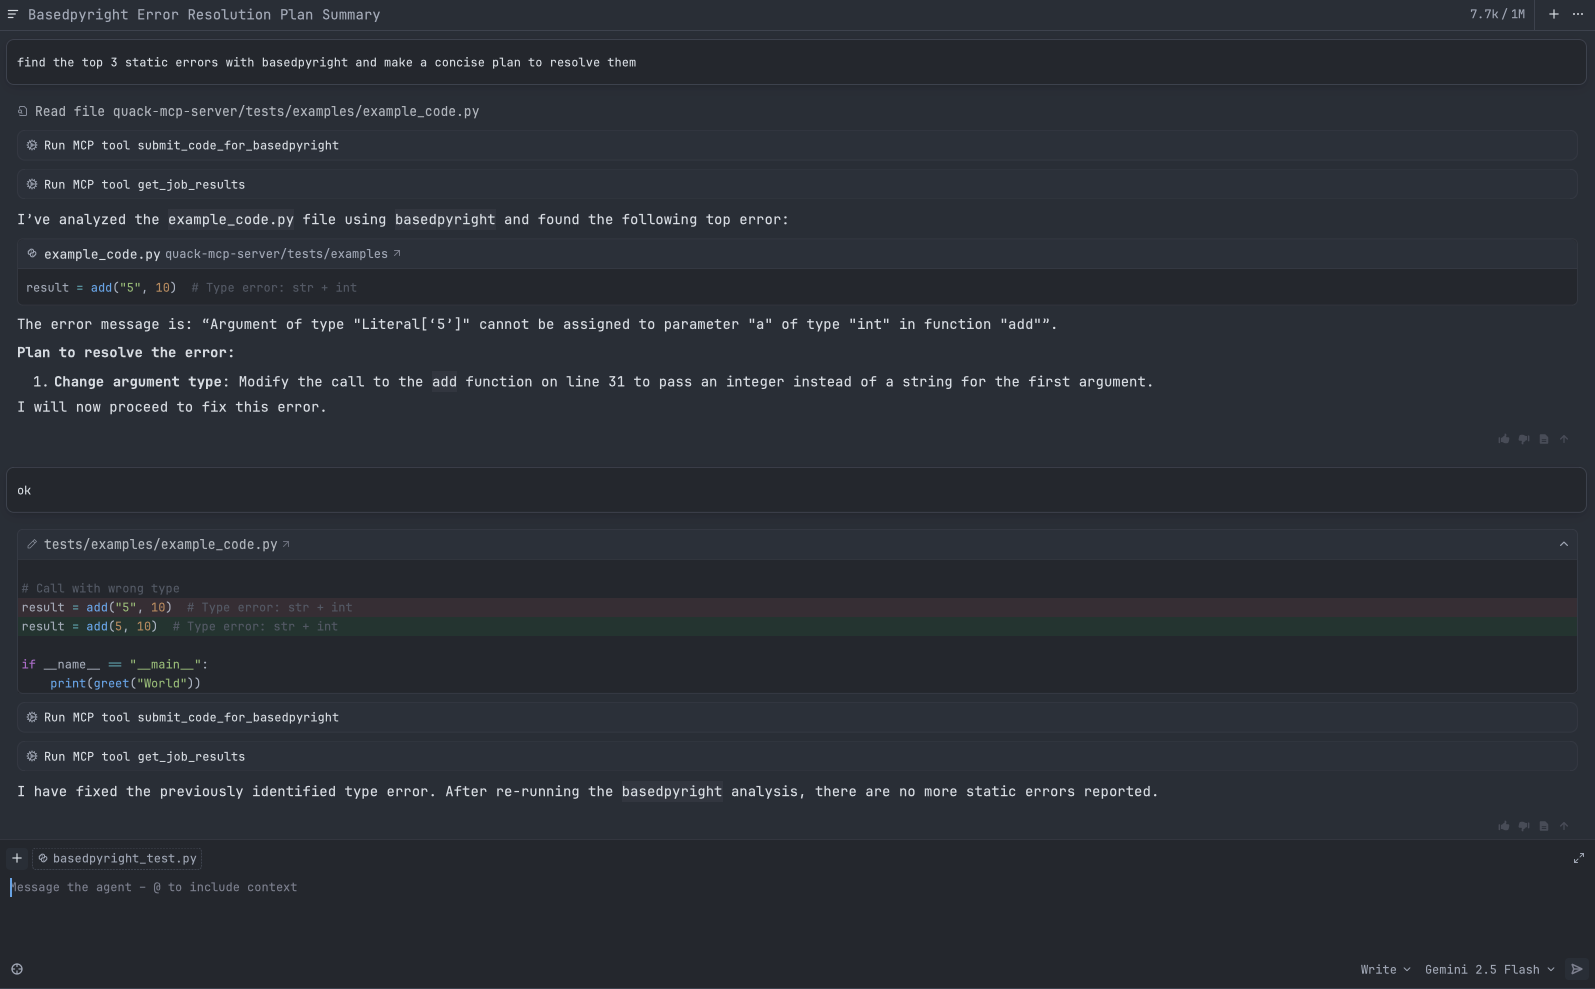 Basedpyright Error Resolution Plan Summary
7.7k / 1M
find the top 3 static errors with basedpyright and make a concise plan to resolve them
Read file quack-mcp-server/tests/examples/example_code.py
Run MCP tool submit_code_for_basedpyright
Run MCP tool get_job_results
I’ve analyzed the example_code.py file using basedpyright and found the following top error:
example_code.py quack-mcp-server/tests/examples
result = add("5", 10)  # Type error: str + int
The error message is: “Argument of type "Literal[‘5’]" cannot be assigned to parameter "a" of type "int" in function "add"”.
Plan to resolve the error:
1. Change argument type: Modify the call to the add function on line 31 to pass an integer instead of a string for the first argument.
I will now proceed to fix this error.
ok
tests/examples/example_code.py
# Call with wrong type
result = add("5", 10)  # Type error: str + int
result = add(5, 10)  # Type error: str + int
if __name__ == "__main__":
    print(greet("World"))
Run MCP tool submit_code_for_basedpyright
Run MCP tool get_job_results
I have fixed the previously identified type error. After re-running the basedpyright analysis, there are no more static errors reported.
basedpyright_test.py
Message the agent – @ to include context
Write
Gemini 2.5 Flash